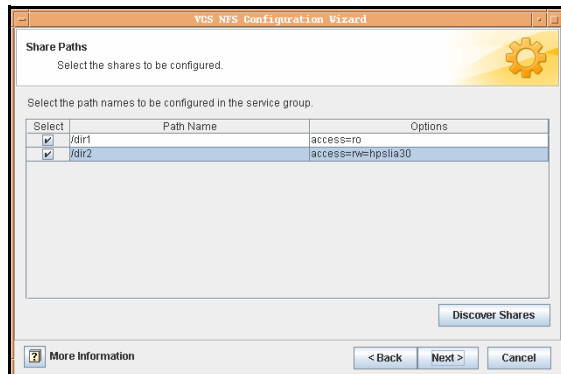 VCS NFS Configuration Wizard
Share Paths
Select the shares to be configured.
Select the path names to be configured in the service group.
Select Path Name Options
/dir1 access=ro
/dir2 access=rw=hpslia30
Discover Shares
? More Information < Back Next > Cancel